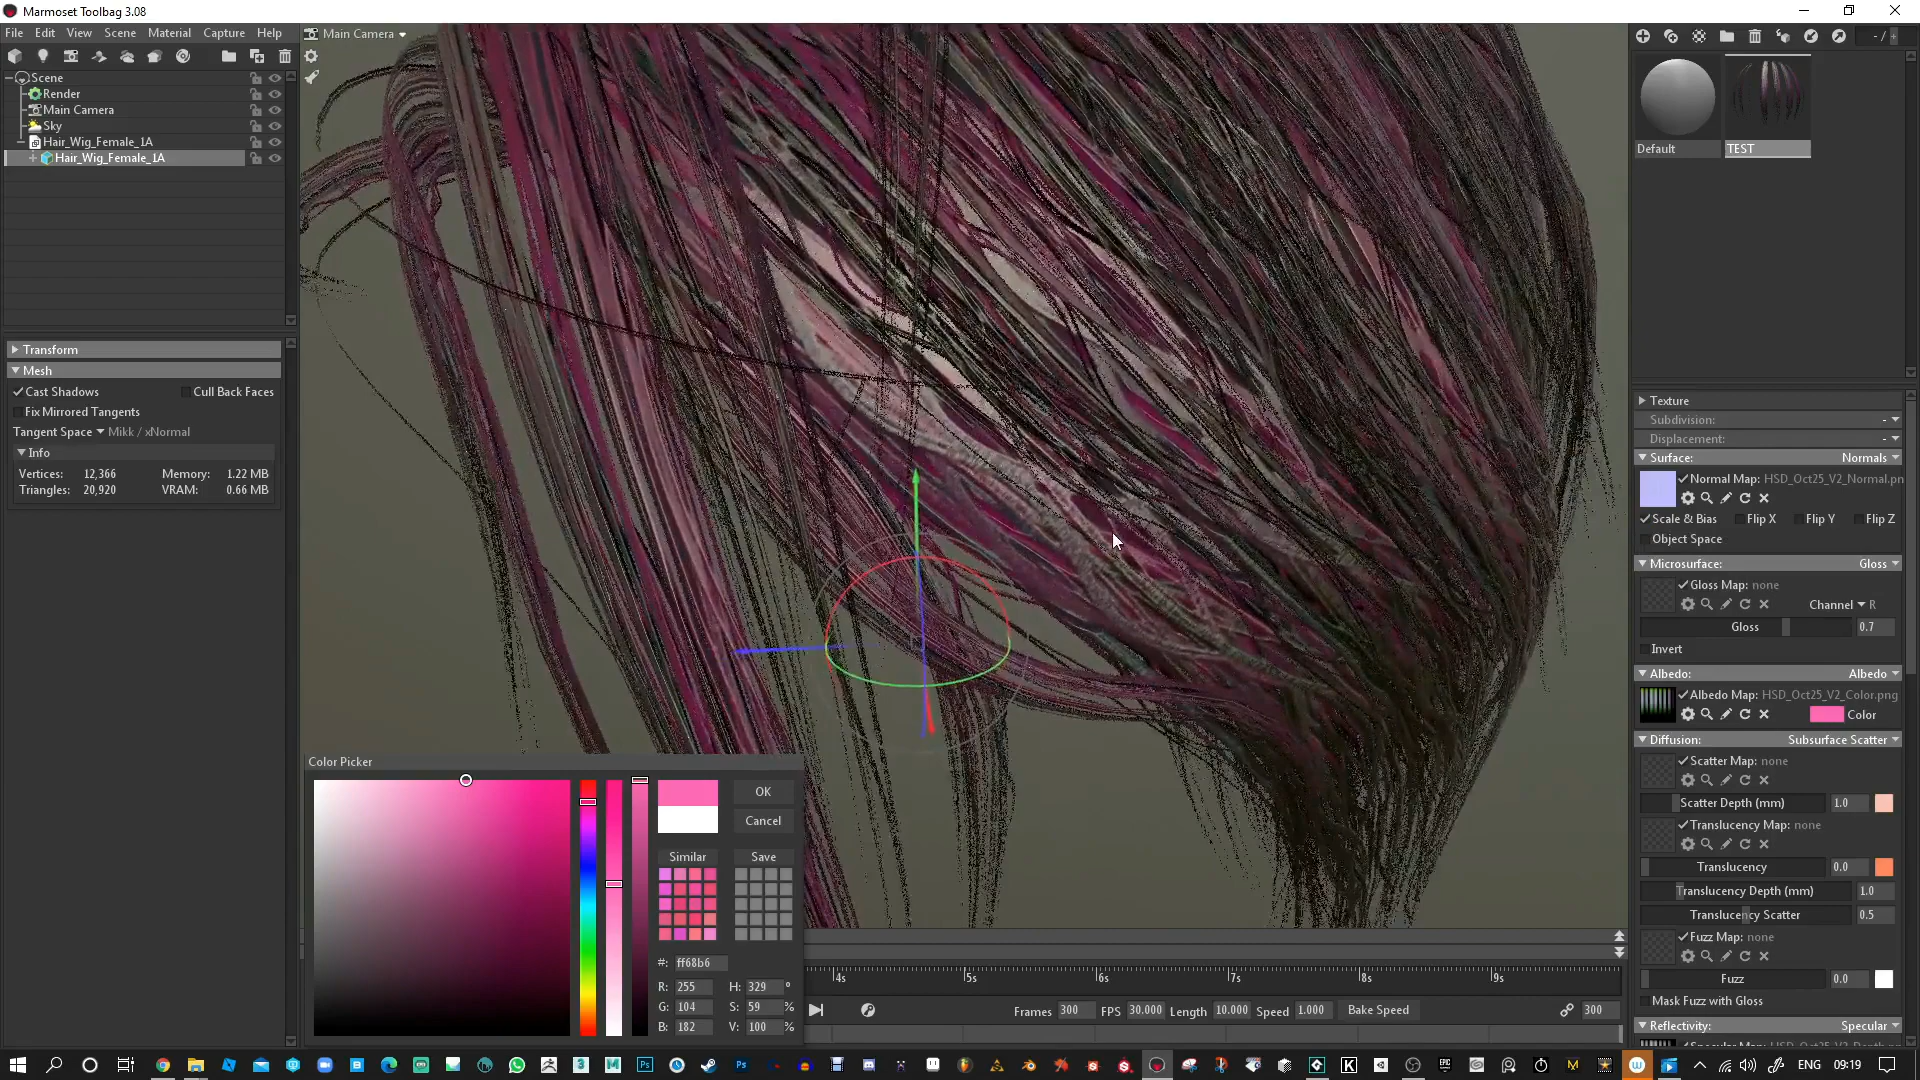 Marmoset Toolbag 3.08
File Edit View Scene Material Capture Help
Main Camera
- / +
Scene
Render
Main Camera
Sky
Hair_Wig_Female_1A
Hair_Wig_Female_1A
Default
TEST
Transform
Mesh
Cast Shadows
Cull Back Faces
Fix Mirrored Tangents
Tangent Space Mikk / xNormal
Info
Vertices: 12,366 Memory: 1.22 MB
Triangles: 20,920 VRAM: 0.66 MB
Texture
Subdivision: -
Displacement: -
Surface: Normals
Normal Map: HSD_Oct25_V2_Normal.pn
Scale & Bias Flip X Flip Y Flip Z
Object Space
Microsurface: Gloss
Gloss Map: none
Channel R
Gloss 0.7
Invert
Albedo: Albedo
Albedo Map: HSD_Oct25_V2_Color.png
Color
Diffusion: Subsurface Scatter
Scatter Map: none
Scatter Depth (mm) 1.0
Translucency Map: none
Translucency 0.0
Translucency Depth (mm) 1.0
Translucency Scatter 0.5
Fuzz Map: none
Fuzz 0.0
Mask Fuzz with Gloss
Reflectivity: Specular
Color Picker
OK
Cancel
Similar Save
#: ff68b6
R: 255 H: 329 °
G: 104 S: 59 %
B: 182 V: 100 %
4s 5s 6s 7s 8s 9s
Frames 300 FPS 30.000 Length 10.000 Speed 1.000 Bake Speed 300
ENG 09:19